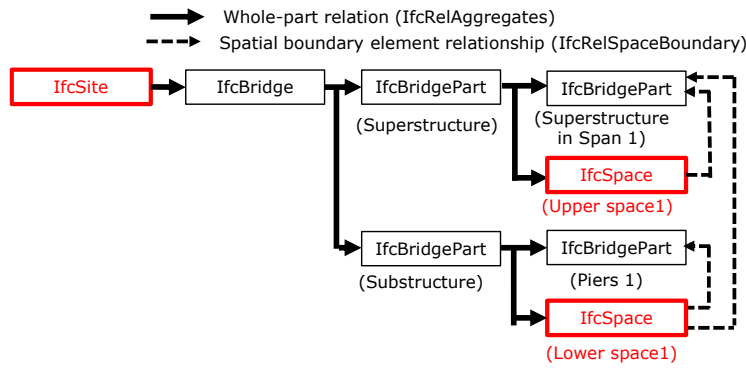 Whole-part relation (IfcRelAggregates)
Spatial boundary element relationship (IfcRelSpaceBoundary)
IfcSite
IfcBridge
IfcBridgePart
(Superstructure)
IfcBridgePart
(Superstructure
in Span 1)
IfcSpace
(Upper space1)
IfcBridgePart
(Substructure)
IfcBridgePart
(Piers 1)
IfcSpace
(Lower space1)